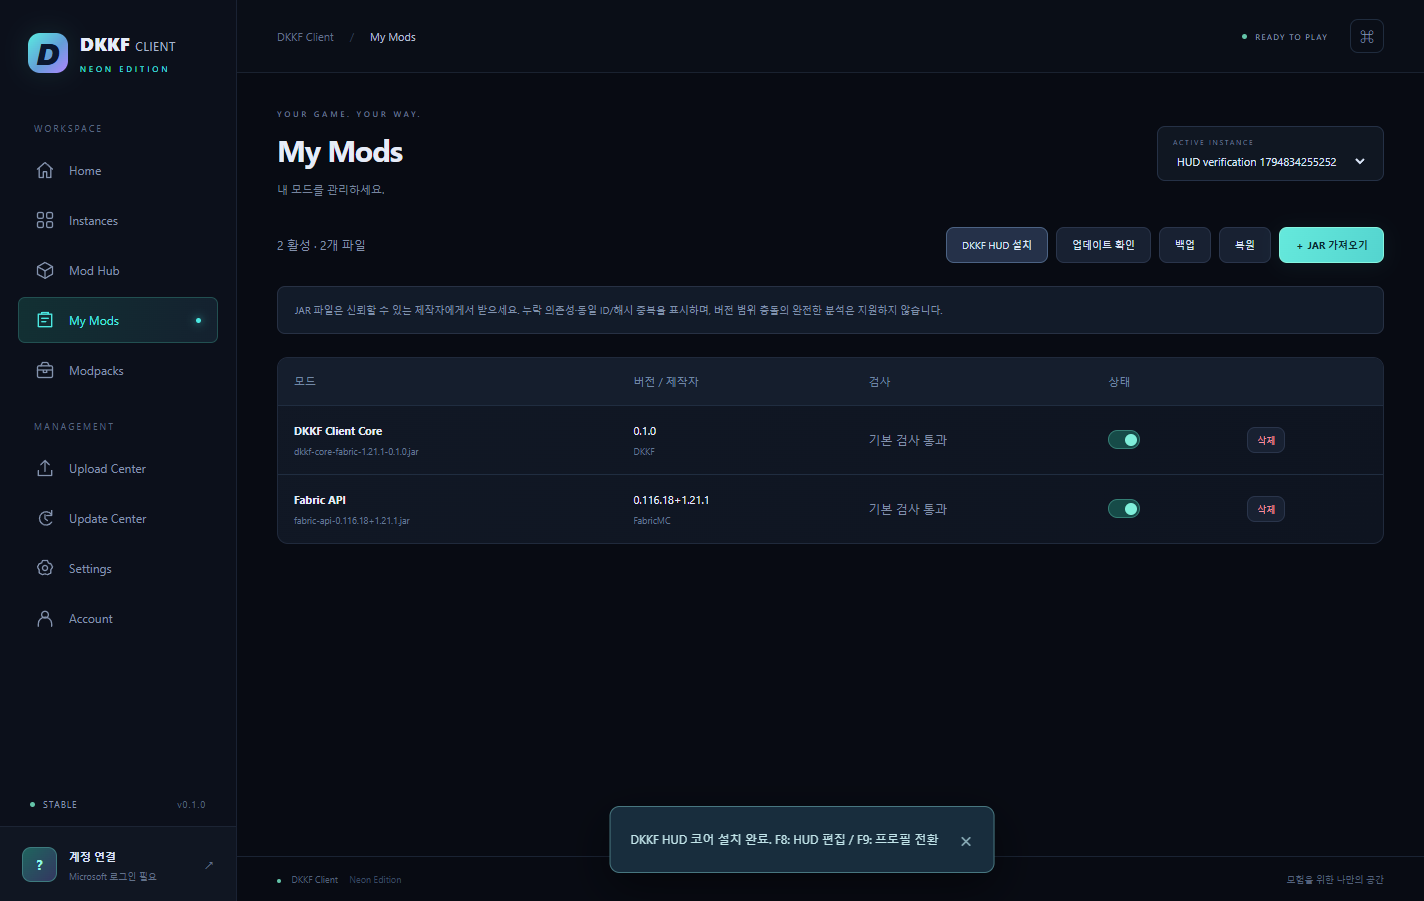 D
DKKF CLIENT
NEON EDITION
WORKSPACE
Home
Instances
Mod Hub
My Mods
Modpacks
MANAGEMENT
Upload Center
Update Center
Settings
Account
STABLE
v0.1.0
?
계정 연결
Microsoft 로그인 필요
↗
DKKF Client / My Mods
READY TO PLAY
⌘
YOUR GAME. YOUR WAY.
My Mods
내 모드를 관리하세요.
ACTIVE INSTANCE
HUD verification 1794834255252
2 활성 · 2개 파일
DKKF HUD 설치
업데이트 확인
백업
복원
+ JAR 가져오기
JAR 파일은 신뢰할 수 있는 제작자에게서 받으세요. 누락 의존성·동일 ID/해시 중복을 표시하며, 버전 범위 충돌의 완전한 분석은 지원하지 않습니다.
모드 버전 / 제작자 검사 상태
DKKF Client Core
dkkf-core-fabric-1.21.1-0.1.0.jar
0.1.0
DKKF
기본 검사 통과
삭제
Fabric API
fabric-api-0.116.18+1.21.1.jar
0.116.18+1.21.1
FabricMC
기본 검사 통과
삭제
DKKF HUD 코어 설치 완료. F8: HUD 편집 / F9: 프로필 전환 ×
DKKF Client Neon Edition
모험을 위한 나만의 공간